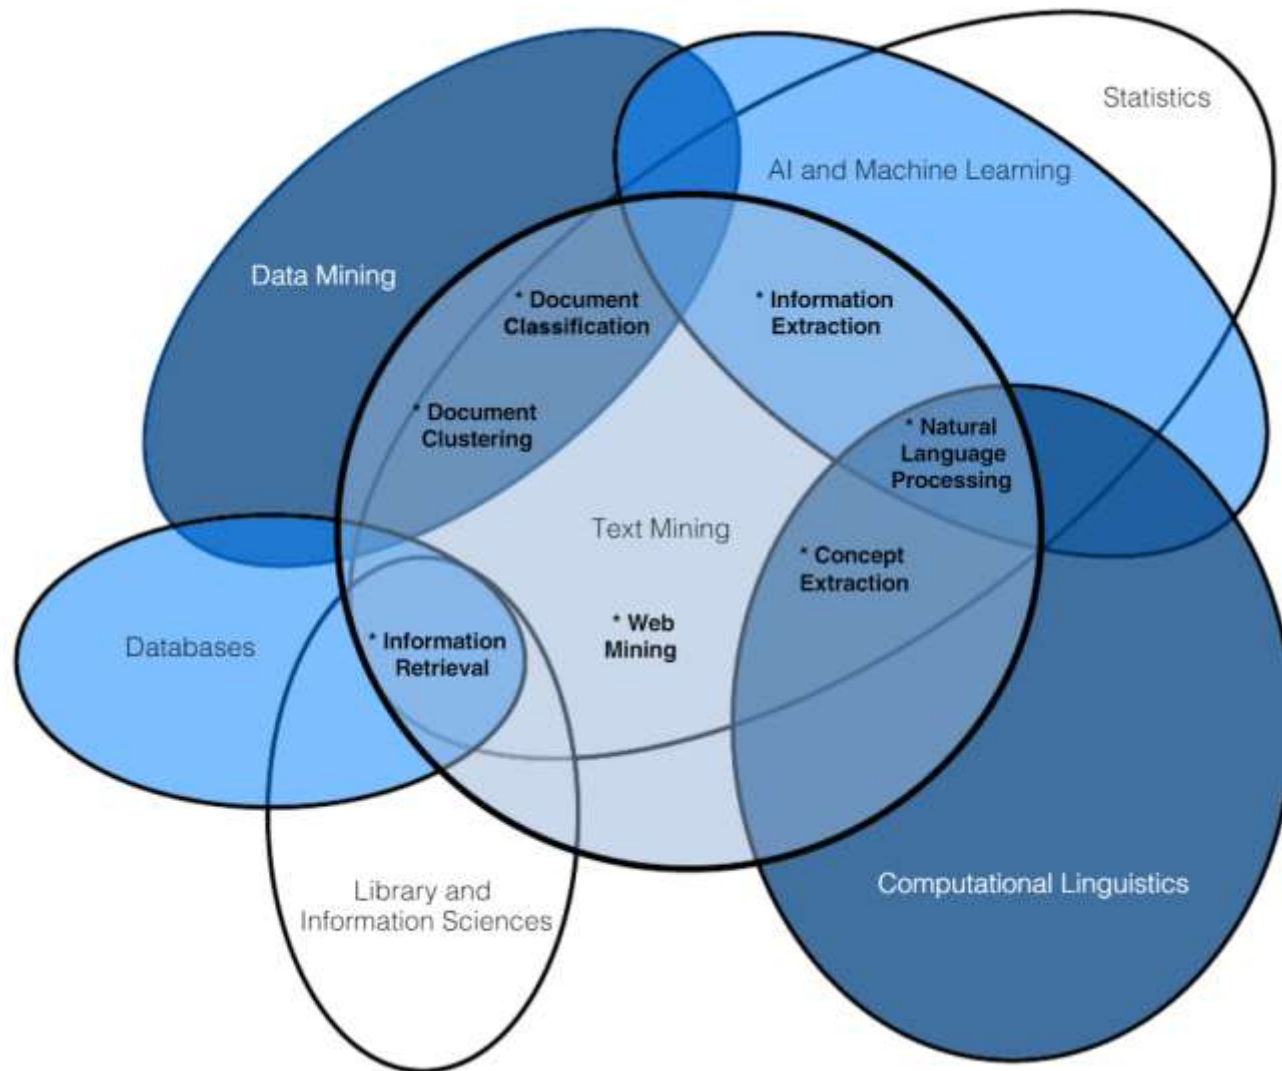 Statistics
AI and Machine Learning
Data Mining
* Document
Classification
* Information
Extraction
* Document
Clustering
* Natural
Language
Processing
Text Mining
* Concept
Extraction
Databases
* Information
Retrieval
* Web
Mining
Library and
Information Sciences
Computational Linguistics